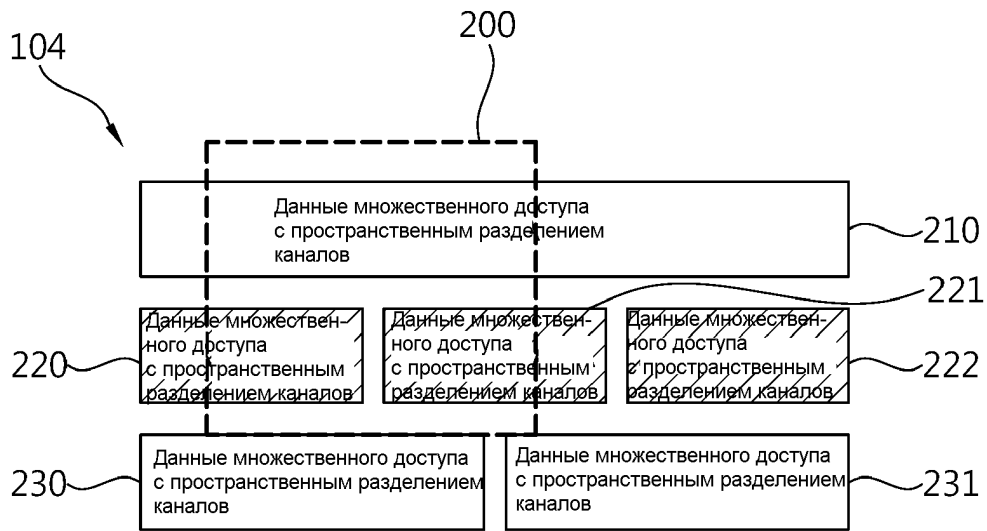 200
104
Данные множественного доступа
с пространственным разделением
каналов
210
221
Данные множествен-
ного доступа
с пространственным
разделением каналов
Данные множествен-
ного доступа
с пространственным
разделением каналов
Данные множествен-
ного доступа
с пространственным
разделением каналов
220
222
Данные множественного доступа
с пространственным разделением
каналов
Данные множественного доступа
с пространственным разделением
каналов
230
231